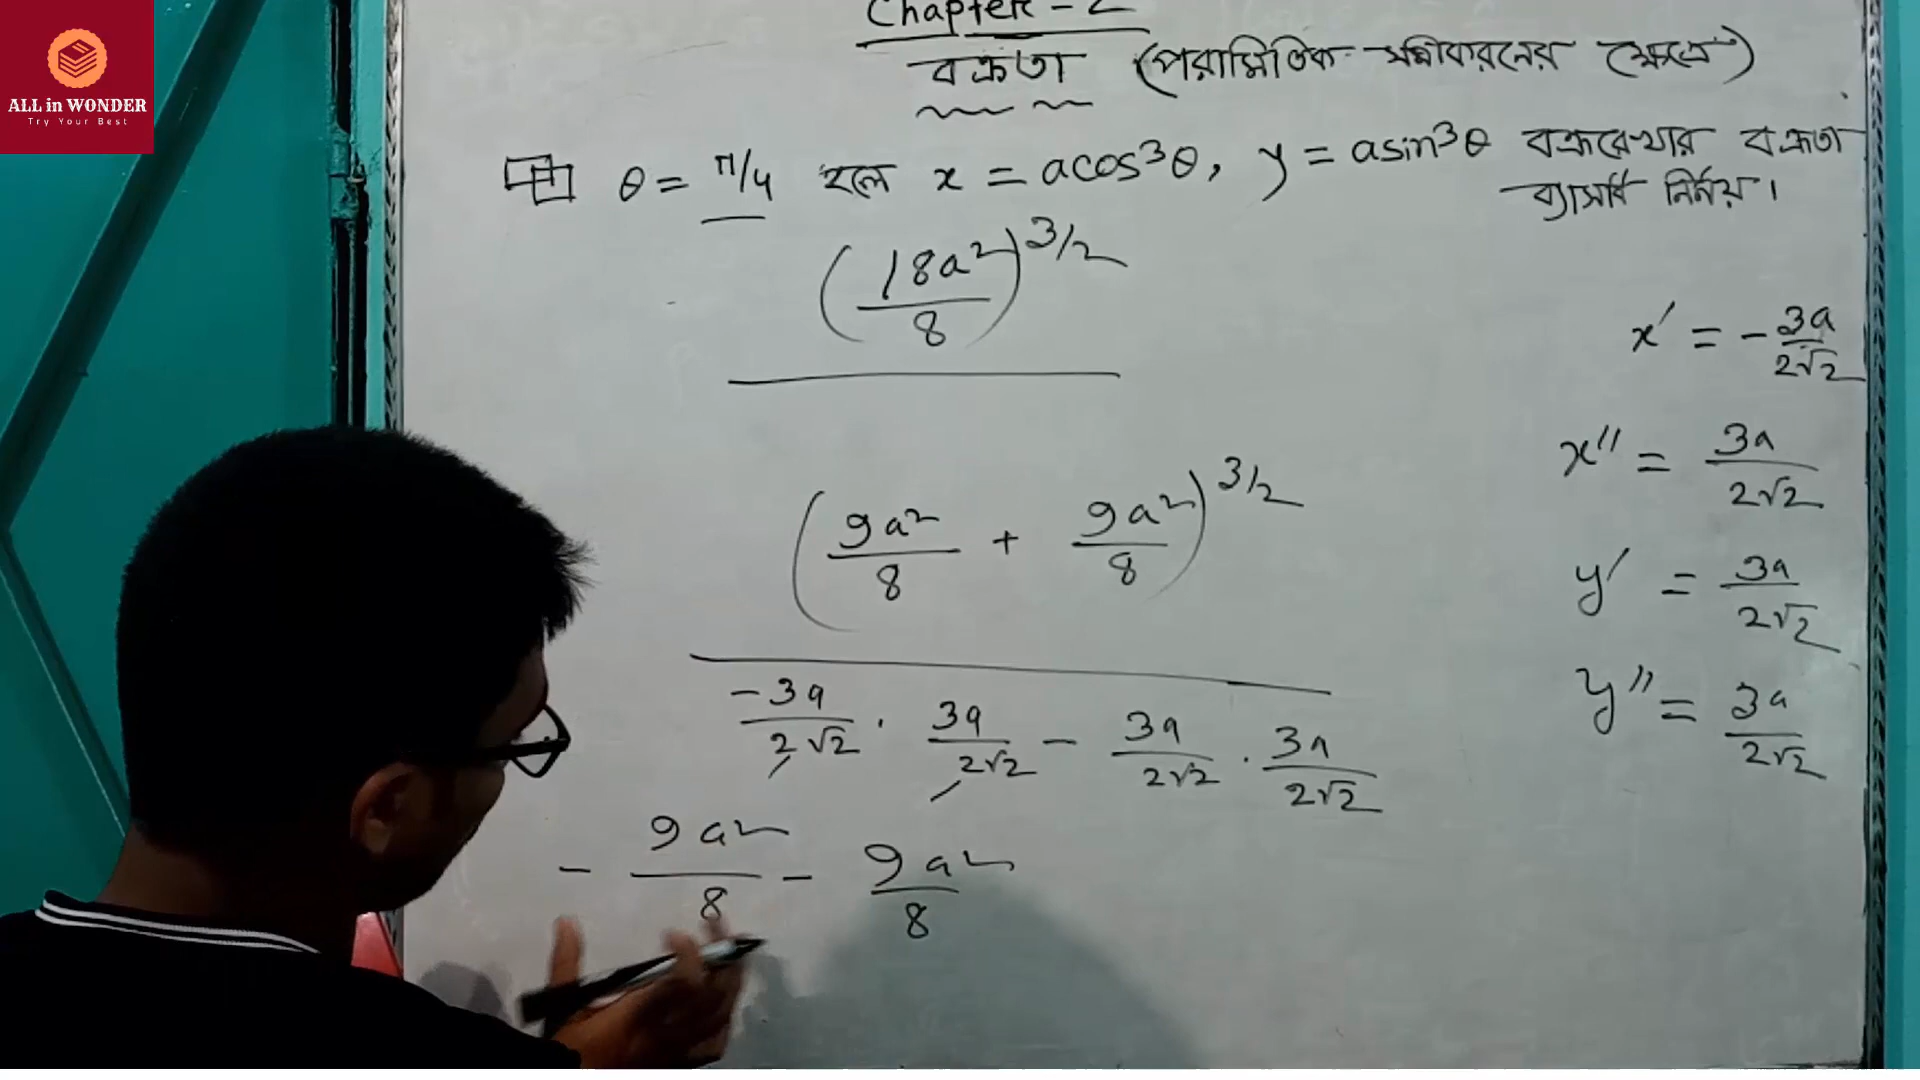 ALL in WONDER
Try Your Best
Chapter - 2
বক্রতা (পরামিতিক সমীকরনের ক্ষেত্রে)
θ = π/4 হলে x = acos³θ, y = asin³θ বক্ররেখার বক্রতা
ব্যাসার্ধ নির্নয়।
(18a²/8)^3/2
(9a²/8 + 9a²/8)^3/2
-3a/2√2 · 3a/2√2 - 3a/2√2 · 3a/2√2
- 9a²/8 - 9a²/8
x′ = - 3a/2√2
x″ = 3a/2√2
y′ = 3a/2√2
y″ = 3a/2√2